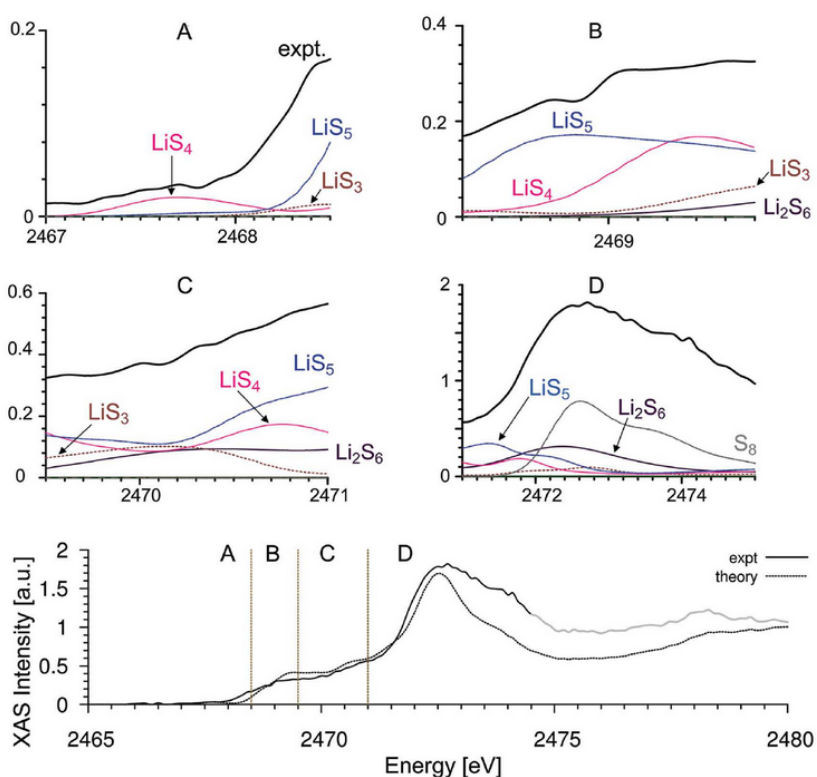 A
0.2
expt.
LiS5
LiS4
LiS3
0
2467
2468
B
0.4
0.2
LiS5
LiS4
LiS3
Li2S6
0
2469
C
0.6
0.4
0.2
LiS5
LiS4
LiS3
Li2S6
0
2470
2471
D
2
1
LiS5
Li2S6
S8
0
2472
2474
2
1.5
1
0.5
0
A
B
C
D
expt
theory
XAS Intensity [a.u.]
2465
2470
2475
2480
Energy [eV]